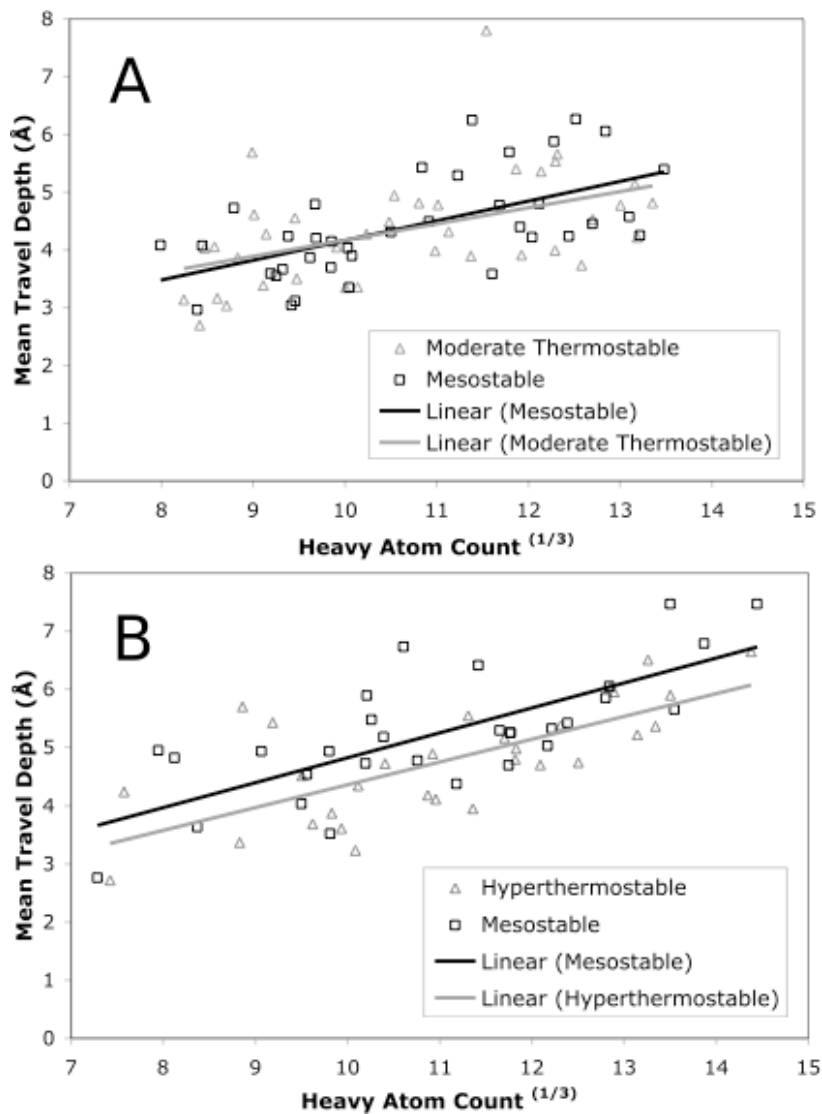 A
Mean Travel Depth (Å)
8
7
6
5
4
3
2
1
0
Moderate Thermostable
Mesostable
Linear (Mesostable)
Linear (Moderate Thermostable)
7 8 9 10 11 12 13 14 15
Heavy Atom Count (1/3)
B
Mean Travel Depth (Å)
8
7
6
5
4
3
2
1
0
Hyperthermostable
Mesostable
Linear (Mesostable)
Linear (Hyperthermostable)
7 8 9 10 11 12 13 14 15
Heavy Atom Count (1/3)